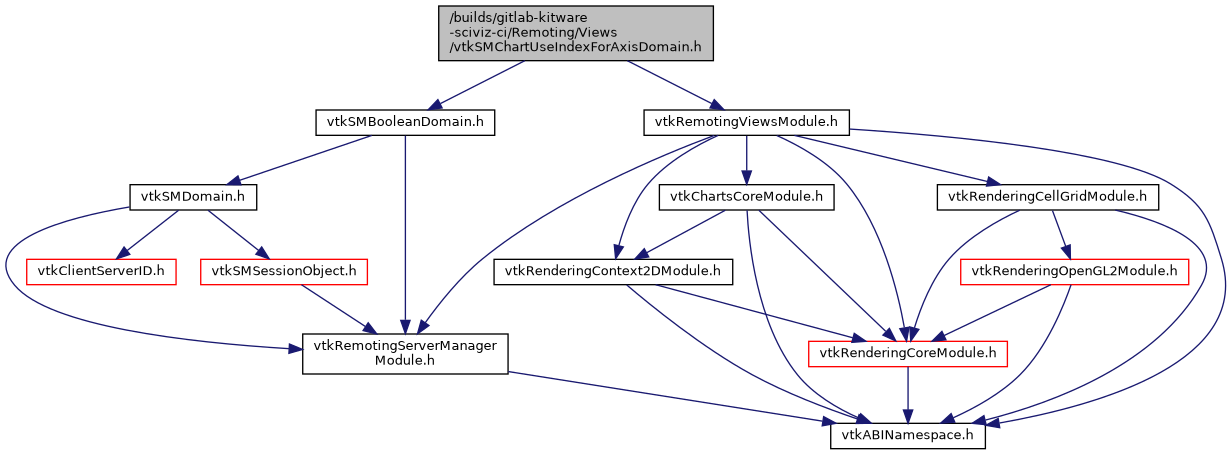 /builds/gitlab-kitware
-sciviz-ci/Remoting/Views
/vtkSMChartUseIndexForAxisDomain.h
vtkSMBooleanDomain.h
vtkRemotingViewsModule.h
vtkSMDomain.h
vtkChartsCoreModule.h
vtkRenderingCellGridModule.h
vtkClientServerID.h
vtkSMSessionObject.h
vtkRenderingContext2DModule.h
vtkRenderingOpenGL2Module.h
vtkRemotingServerManager
Module.h
vtkRenderingCoreModule.h
vtkABINamespace.h